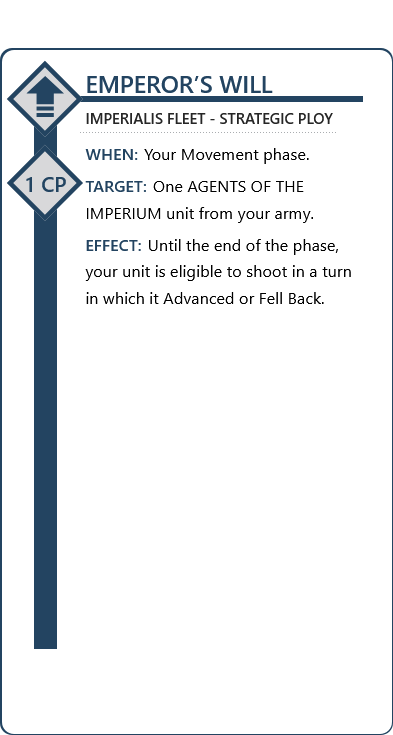 EMPEROR’S WILL
IMPERIALIS FLEET - STRATEGIC PLOY
WHEN: Your Movement phase.
1 CP
TARGET: One AGENTS OF THE
IMPERIUM unit from your army.
EFFECT: Until the end of the phase,
your unit is eligible to shoot in a turn
in which it Advanced or Fell Back.